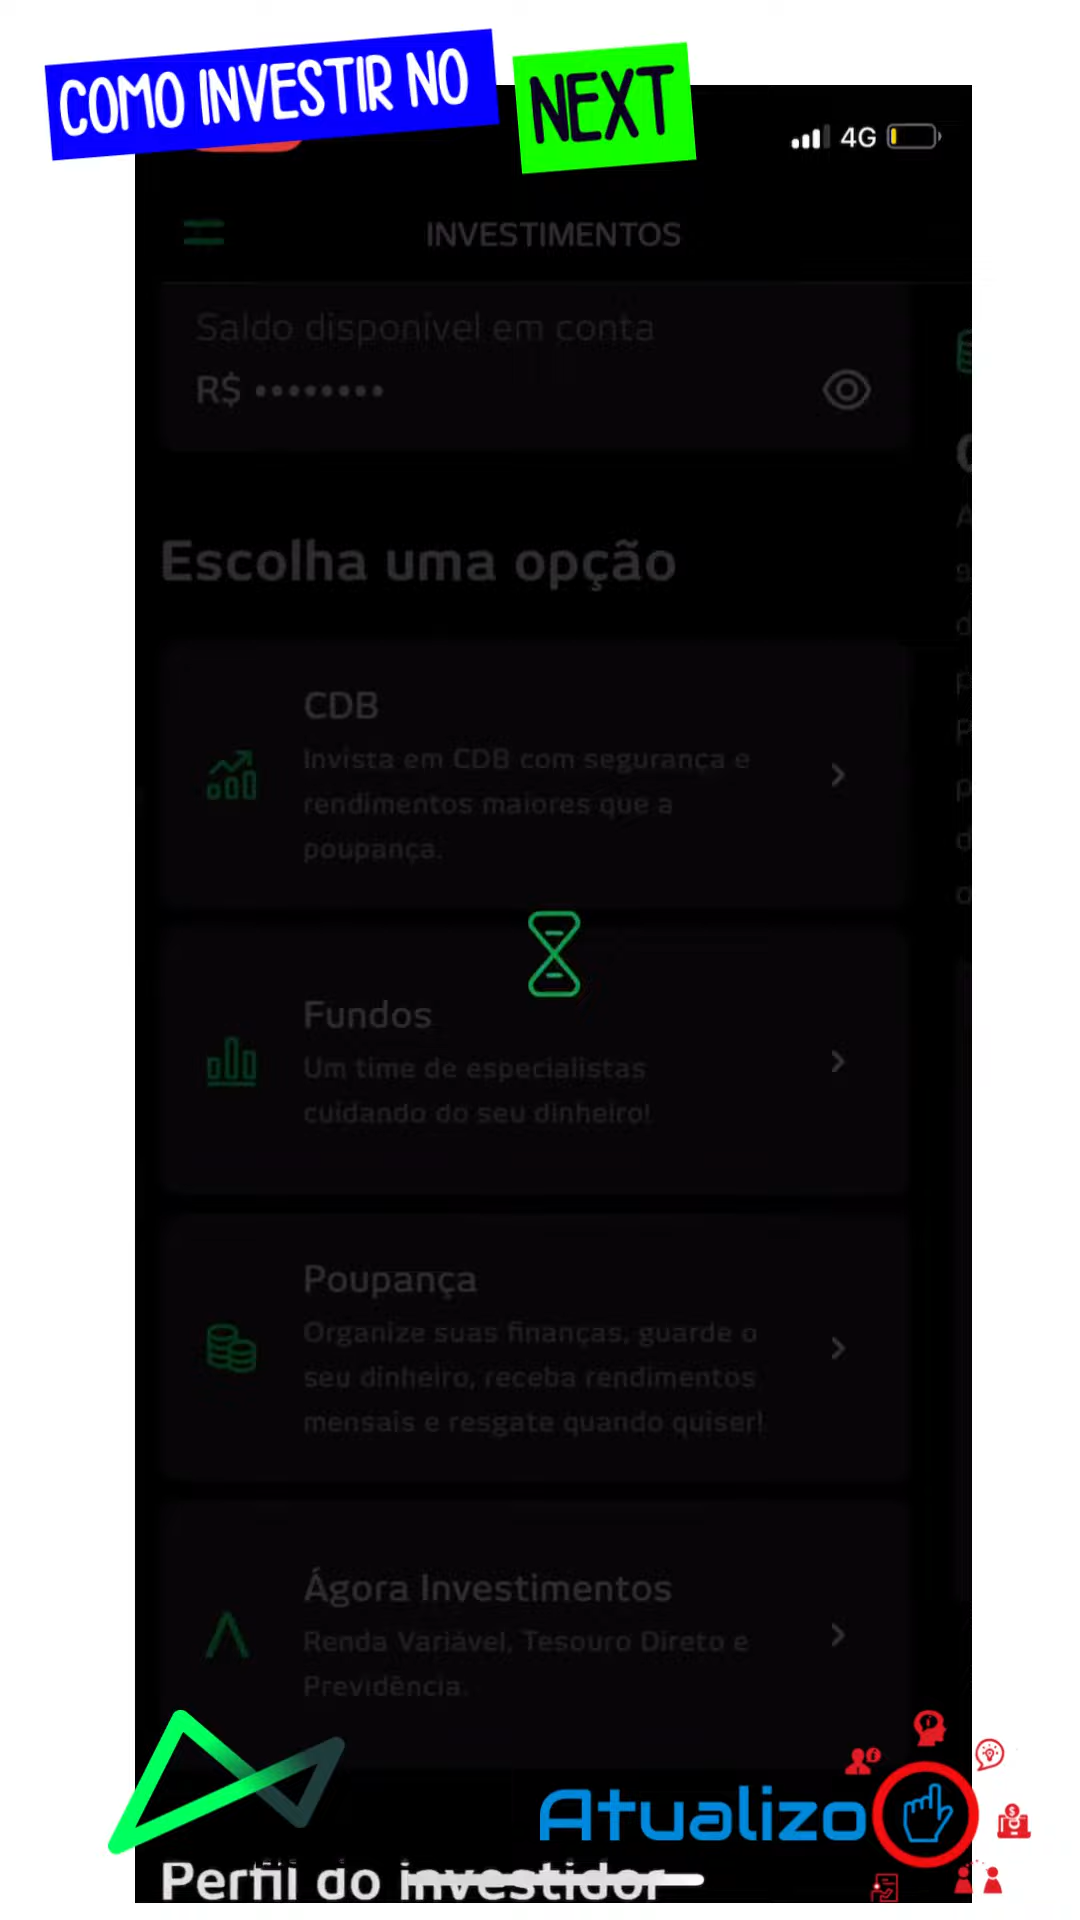 COMO INVESTIR NO NEXT
4G
INVESTIMENTOS
Saldo disponível em conta
R$ ••••••••
Escolha uma opção
CDB
Invista em CDB com segurança e
rendimentos maiores que a
poupança.
Fundos
Um time de especialistas
cuidando do seu dinheiro!
Poupança
Organize suas finanças, guarde o
seu dinheiro, receba rendimentos
mensais e resgate quando quiser!
Ágora Investimentos
Renda Variável, Tesouro Direto e
Previdência.
Atualizo
Perfil do investidor